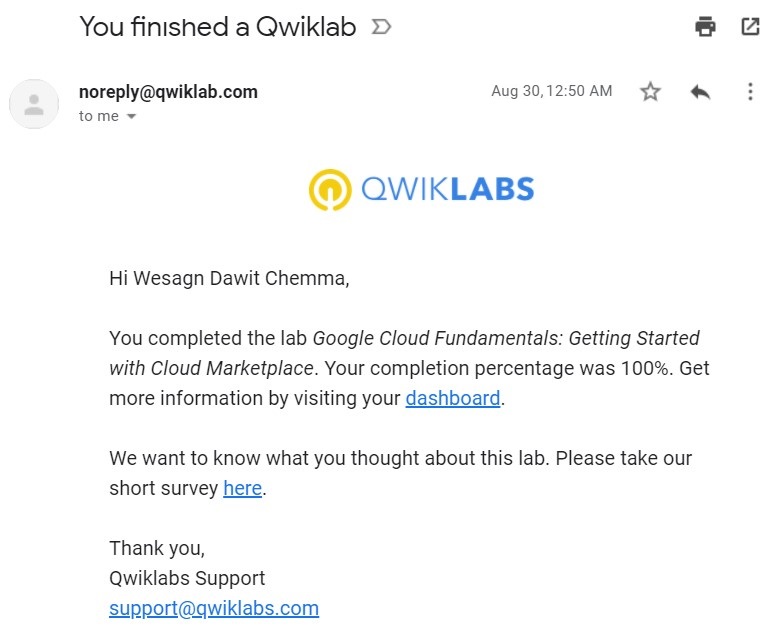 You finished a Qwiklab
noreply@qwiklab.com
Aug 30, 12:50 AM
to me
QWIKLABS
Hi Wesagn Dawit Chemma,
You completed the lab Google Cloud Fundamentals: Getting Started
with Cloud Marketplace. Your completion percentage was 100%. Get
more information by visiting your dashboard.
We want to know what you thought about this lab. Please take our
short survey here.
Thank you,
Qwiklabs Support
support@qwiklabs.com